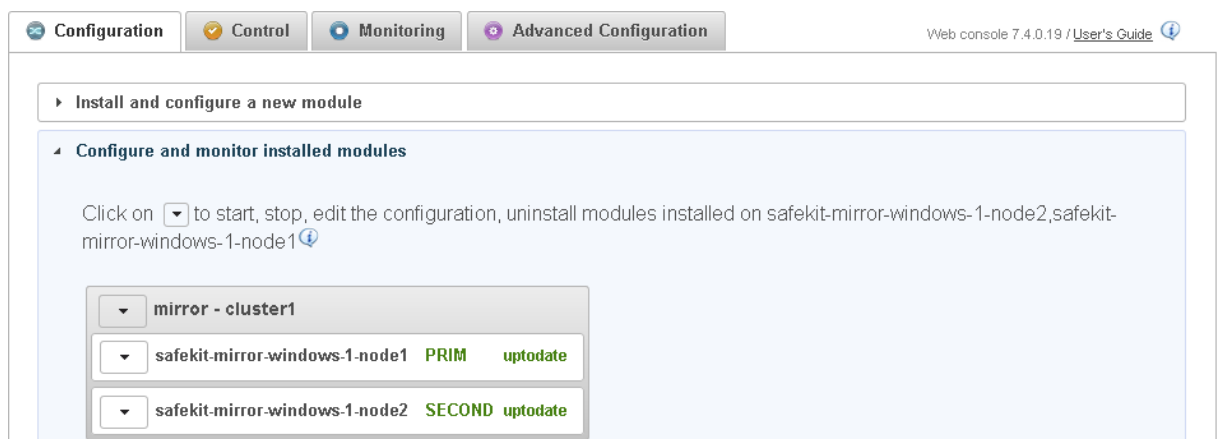 Configuration Control Monitoring Advanced Configuration Web console 7.4.0.19 / User's Guide
Install and configure a new module
Configure and monitor installed modules
Click on to start, stop, edit the configuration, uninstall modules installed on safekit-mirror-windows-1-node2,safekit-
mirror-windows-1-node1
mirror - cluster1
safekit-mirror-windows-1-node1 PRIM uptodate
safekit-mirror-windows-1-node2 SECOND uptodate